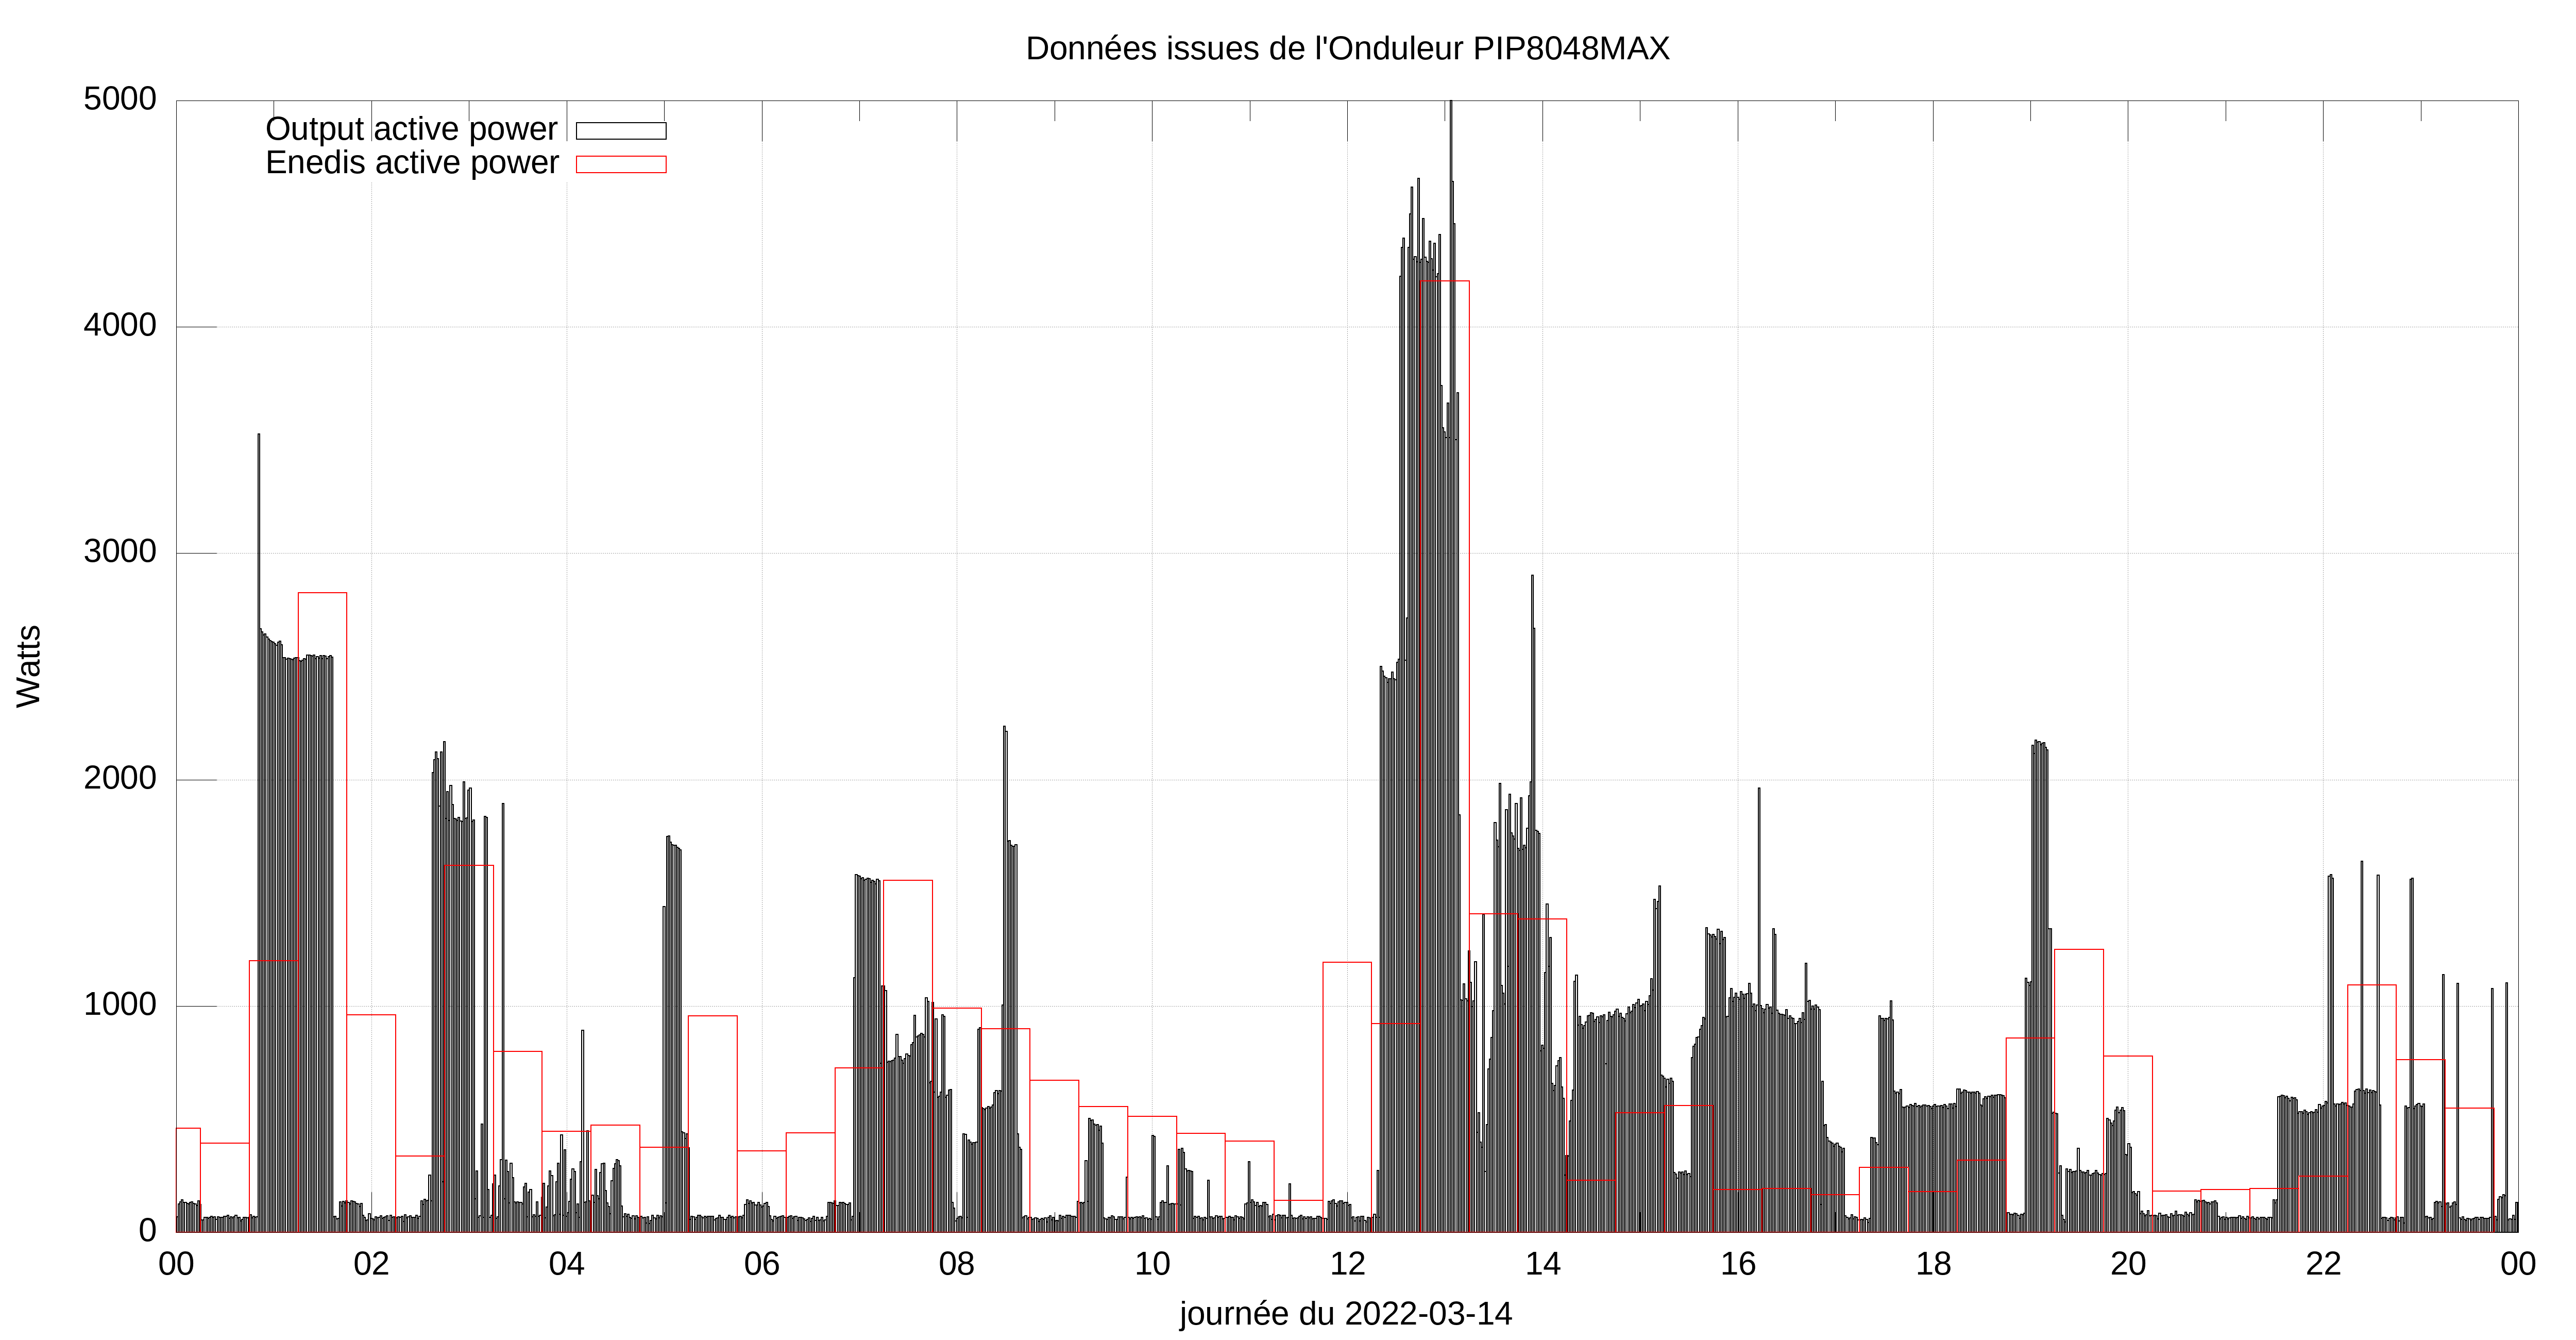 Données issues de l'Onduleur PIP8048MAX
5000
Output active power
Enedis active power
4000
3000
Watts
2000
1000
0
00 02 04 06 08 10 12 14 16 18 20 22 00
journée du 2022-03-14